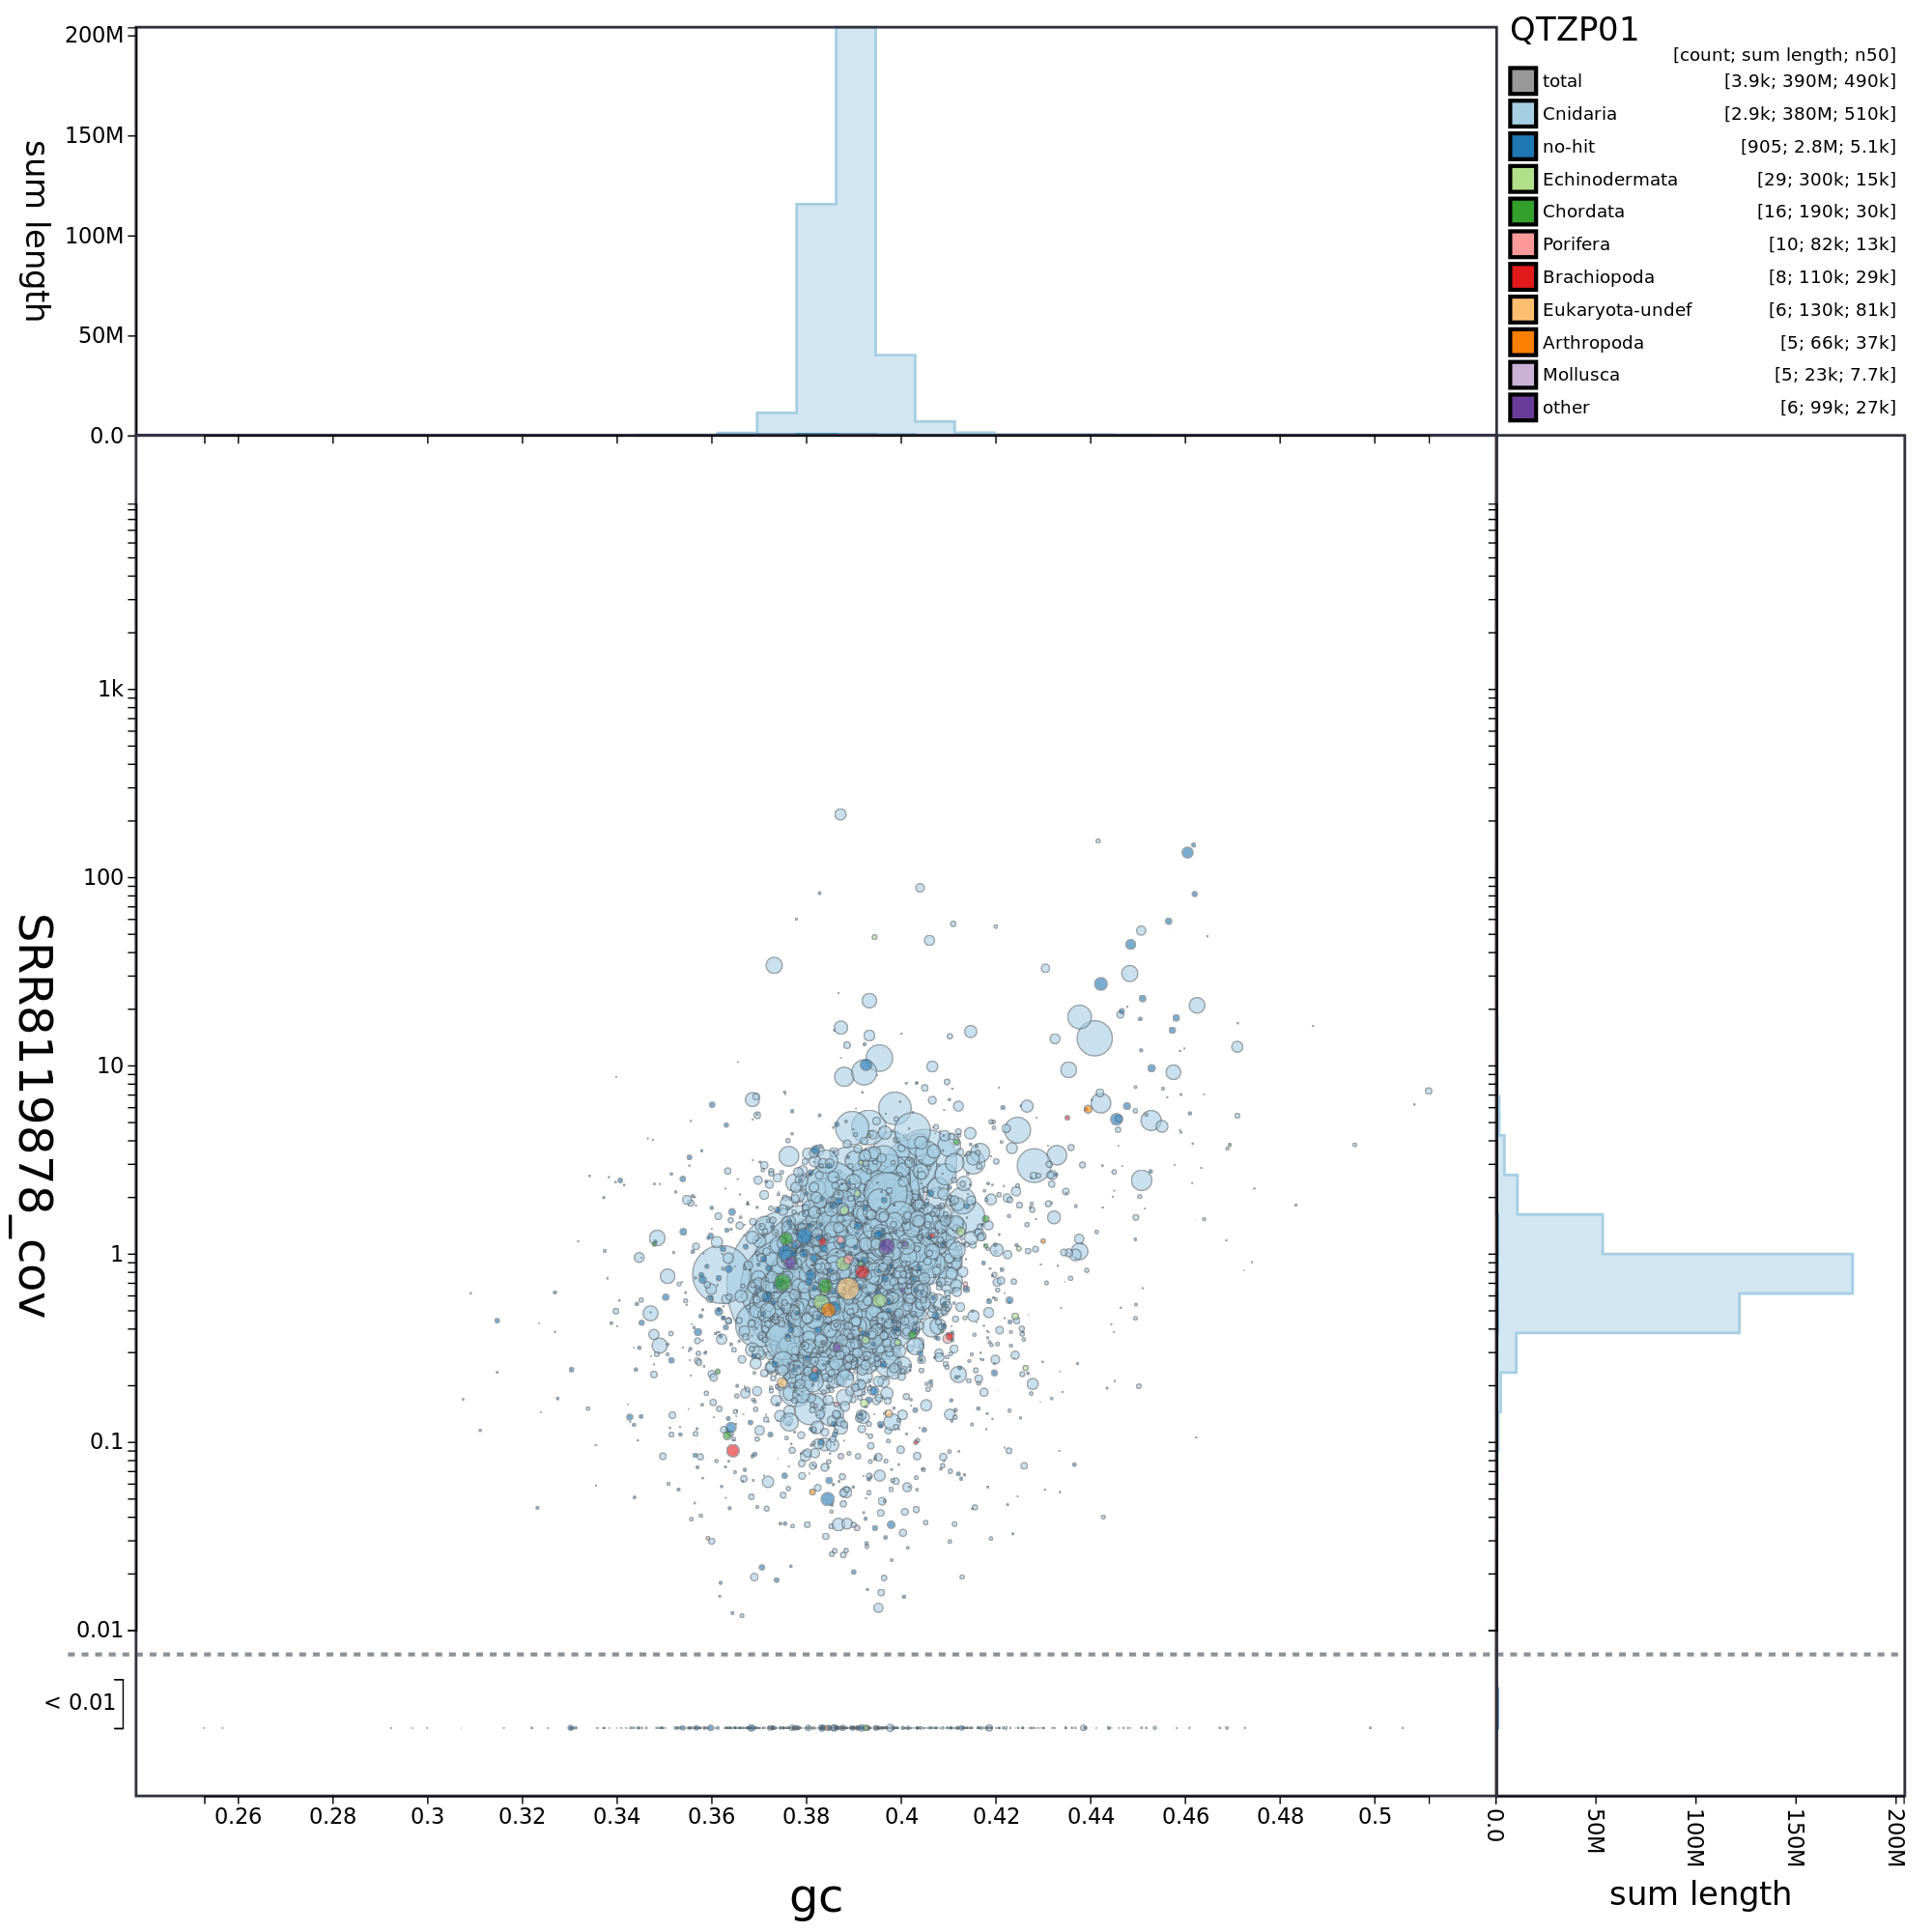 QTZP01
[count; sum length; n50]
total [3.9k; 390M; 490k]
Cnidaria [2.9k; 380M; 510k]
no-hit [905; 2.8M; 5.1k]
Echinodermata [29; 300k; 15k]
Chordata [16; 190k; 30k]
Porifera [10; 82k; 13k]
Brachiopoda [8; 110k; 29k]
Eukaryota-undef [6; 130k; 81k]
Arthropoda [5; 66k; 37k]
Mollusca [5; 23k; 7.7k]
other [6; 99k; 27k]
sum length
200M
150M
100M
50M
0.0
SRR8119878_cov
1k
100
10
1
0.1
0.01
< 0.01
0.26 0.28 0.3 0.32 0.34 0.36 0.38 0.4 0.42 0.44 0.46 0.48 0.5
gc
0.0 50M 100M 150M 200M
sum length